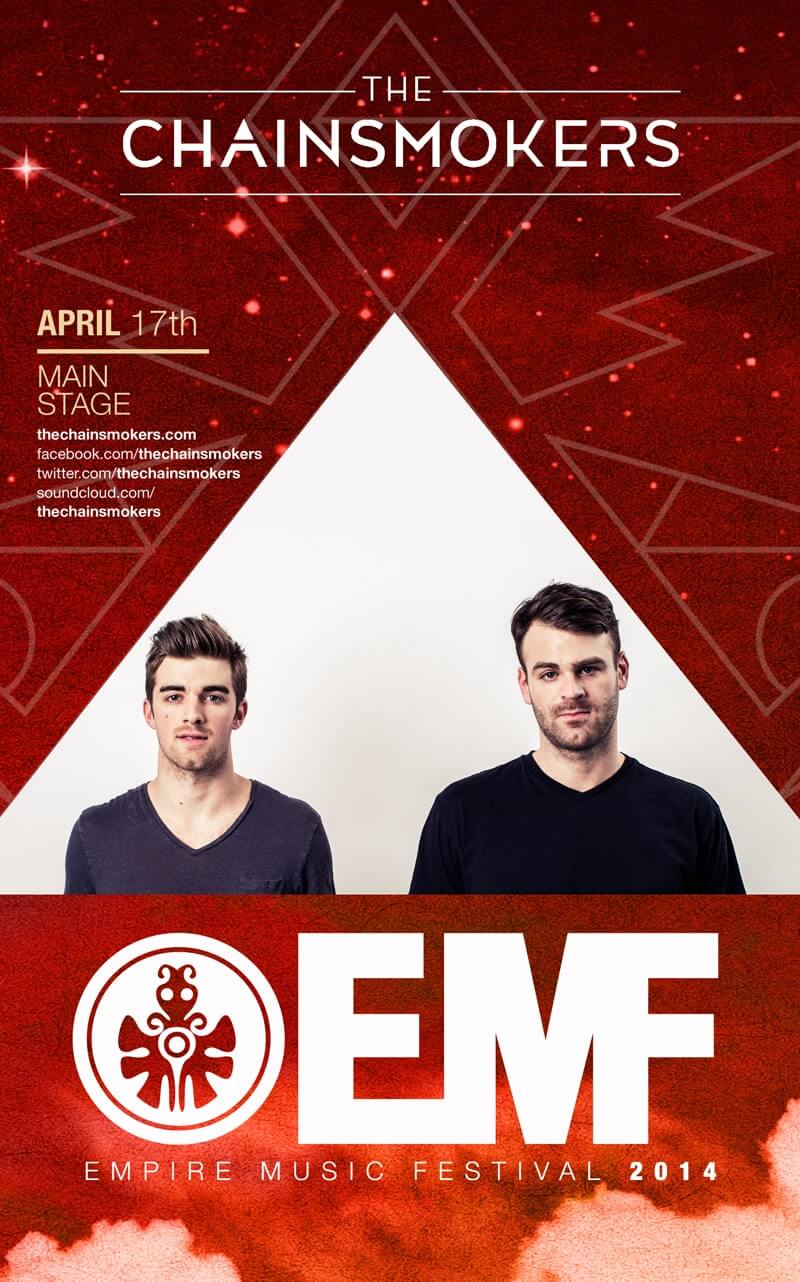 THE
CHAINSMOKERS
APRIL 17th
MAIN
STAGE
thechainsmokers.com
facebook.com/thechainsmokers
twitter.com/thechainsmokers
soundcloud.com/
thechainsmokers
EMF
EMPIRE MUSIC FESTIVAL 2014